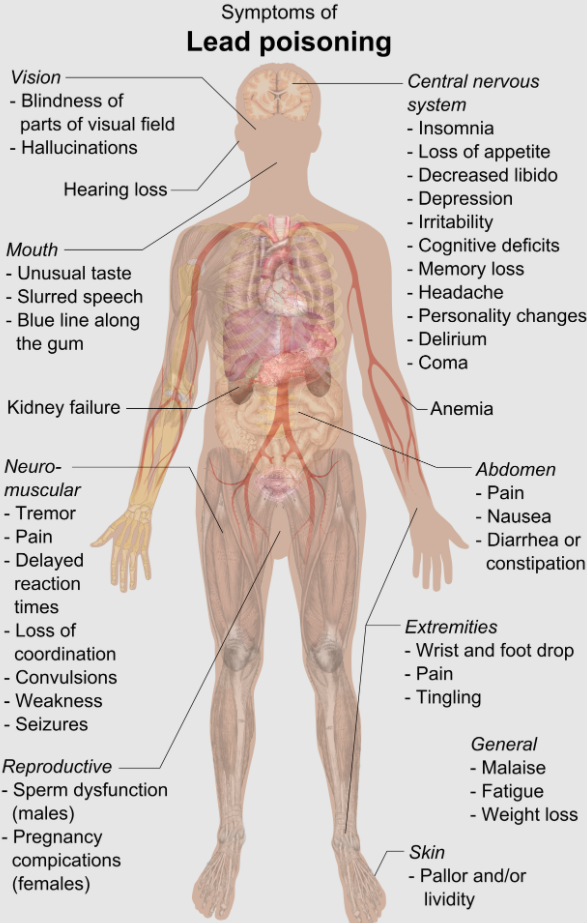 Symptoms of
Lead poisoning
Vision
- Blindness of
parts of visual field
- Hallucinations
Hearing loss
Mouth
- Unusual taste
- Slurred speech
- Blue line along
the gum
Kidney failure
Neuro-
muscular
- Tremor
- Pain
- Delayed
reaction
times
- Loss of
coordination
- Convulsions
- Weakness
- Seizures
Reproductive
- Sperm dysfunction
(males)
- Pregnancy
compications
(females)
Central nervous
system
- Insomnia
- Loss of appetite
- Decreased libido
- Depression
- Irritability
- Cognitive deficits
- Memory loss
- Headache
- Personality changes
- Delirium
- Coma
Anemia
Abdomen
- Pain
- Nausea
- Diarrhea or
constipation
Extremities
- Wrist and foot drop
- Pain
- Tingling
General
- Malaise
- Fatigue
- Weight loss
Skin
- Pallor and/or
lividity